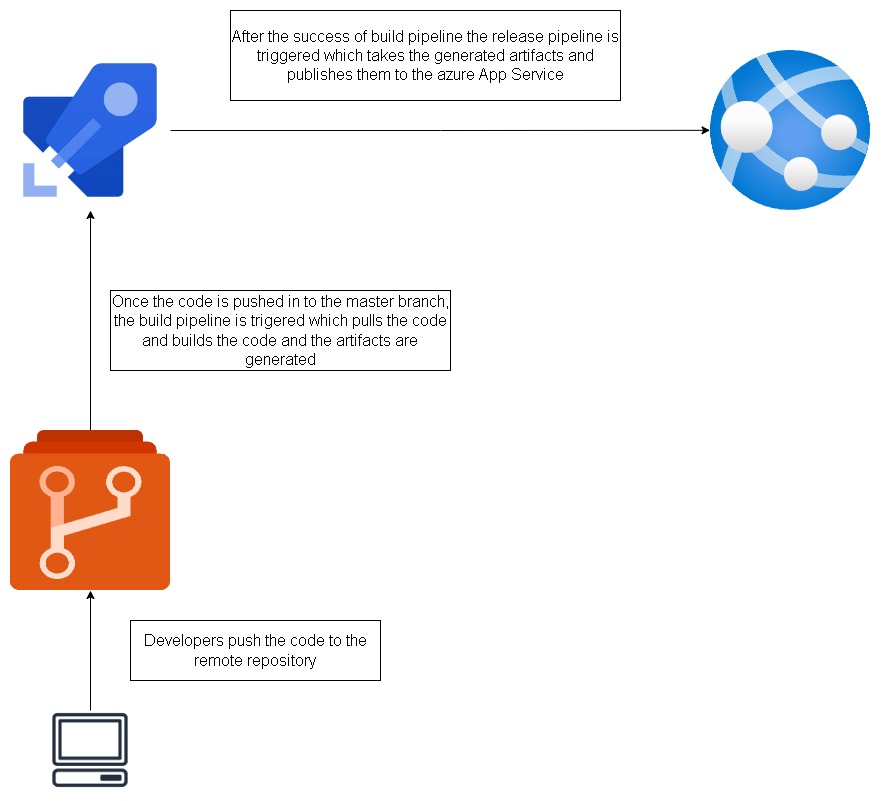 After the success of build pipeline the release pipeline is
triggered which takes the generated artifacts and
publishes them to the azure App Service
Once the code is pushed in to the master branch,
the build pipeline is trigered which pulls the code
and builds the code and the artifacts are
generated
Developers push the code to the
remote repository